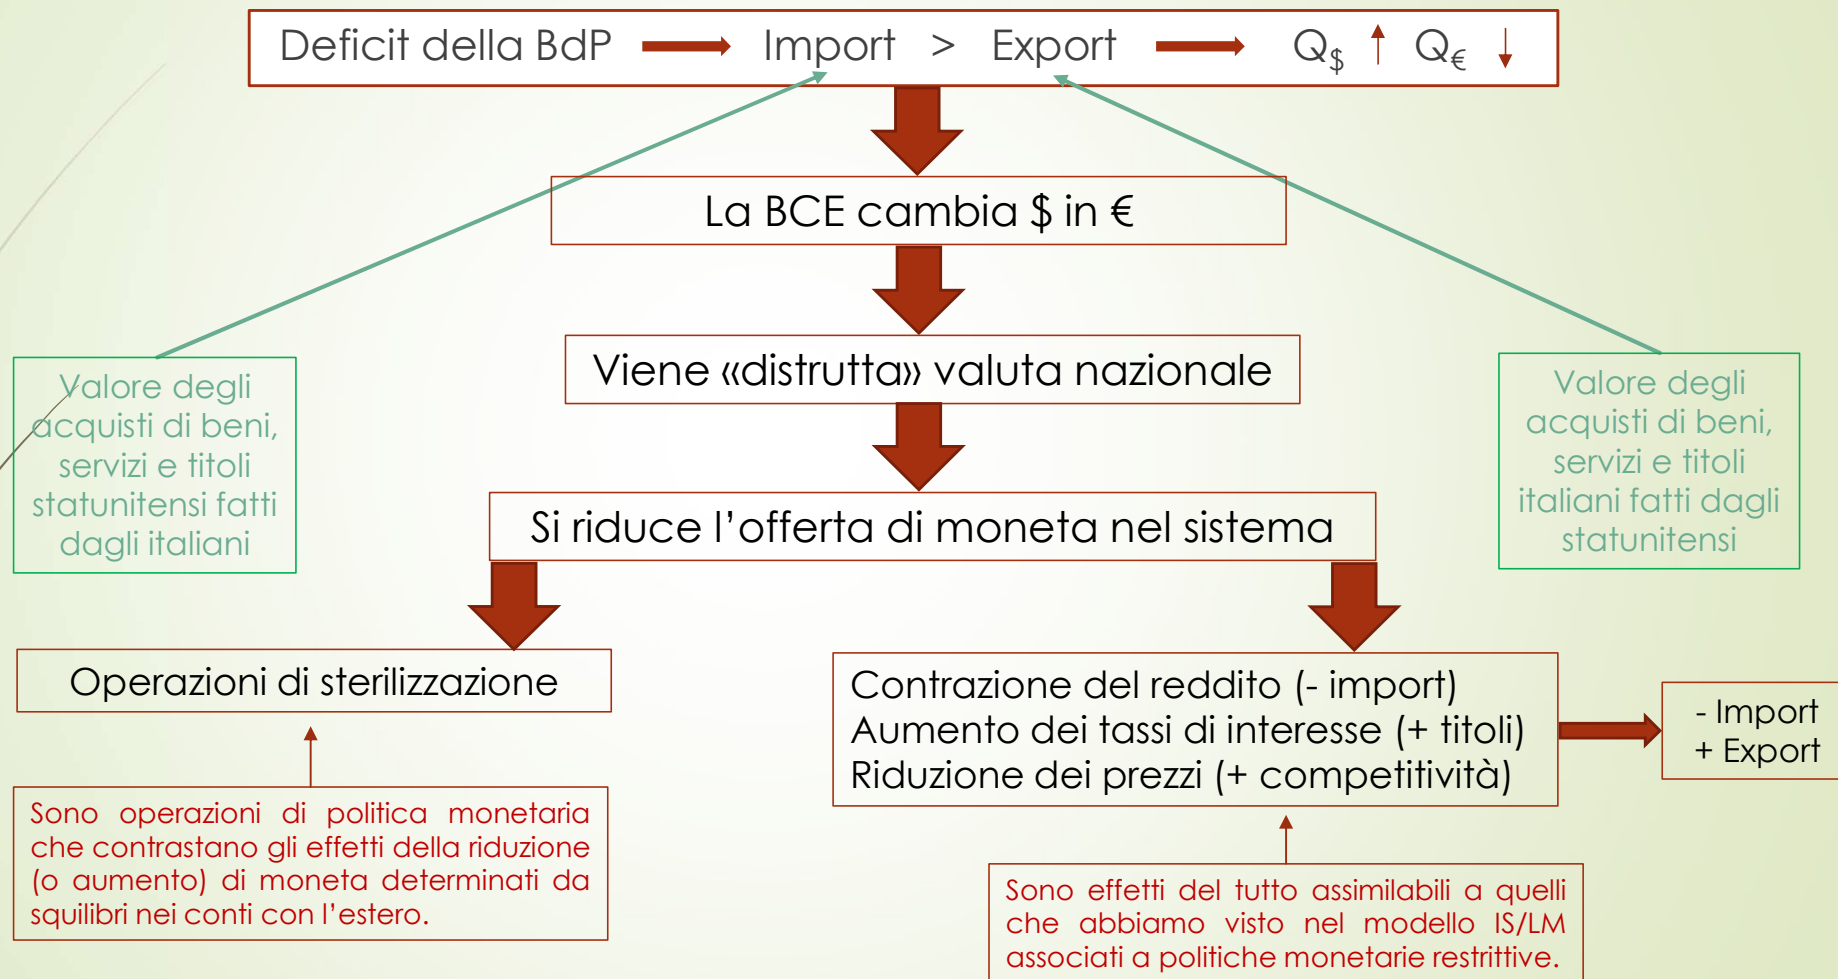 Deficit della BdP Import > Export Q$ Q€
La BCE cambia $ in €
Viene «distrutta» valuta nazionale
Valore degli
acquisti di beni,
servizi e titoli
statunitensi fatti
dagli italiani
Valore degli
acquisti di beni,
servizi e titoli
italiani fatti dagli
statunitensi
Si riduce l’offerta di moneta nel sistema
Operazioni di sterilizzazione
Contrazione del reddito (- import)
Aumento dei tassi di interesse (+ titoli)
Riduzione dei prezzi (+ competitività)
- Import
+ Export
Sono operazioni di politica monetaria
che contrastano gli effetti della riduzione
(o aumento) di moneta determinati da
squilibri nei conti con l’estero.
Sono effetti del tutto assimilabili a quelli
che abbiamo visto nel modello IS/LM
associati a politiche monetarie restrittive.